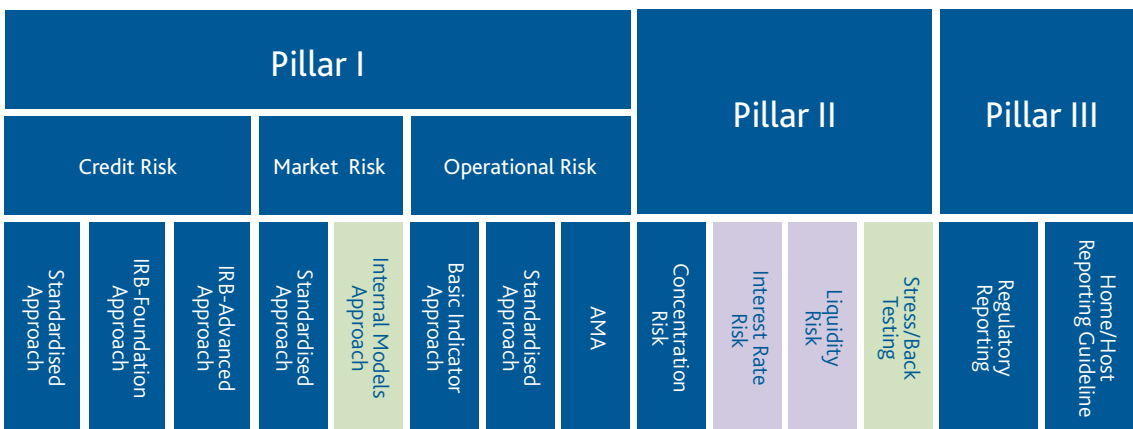 Pillar I
Pillar II
Pillar III
Credit Risk
Market Risk
Operational Risk
Standardised
Approach
IRB-Foundation
Approach
IRB-Advanced
Approach
Standardised
Approach
Internal Models
Approach
Basic Indicator
Approach
Standardised
Approach
AMA
Concentration
Risk
Interest Rate
Risk
Liquidity
Risk
Stress/Back
Testing
Regulatory
Reporting
Home/Host
Reporting Guideline